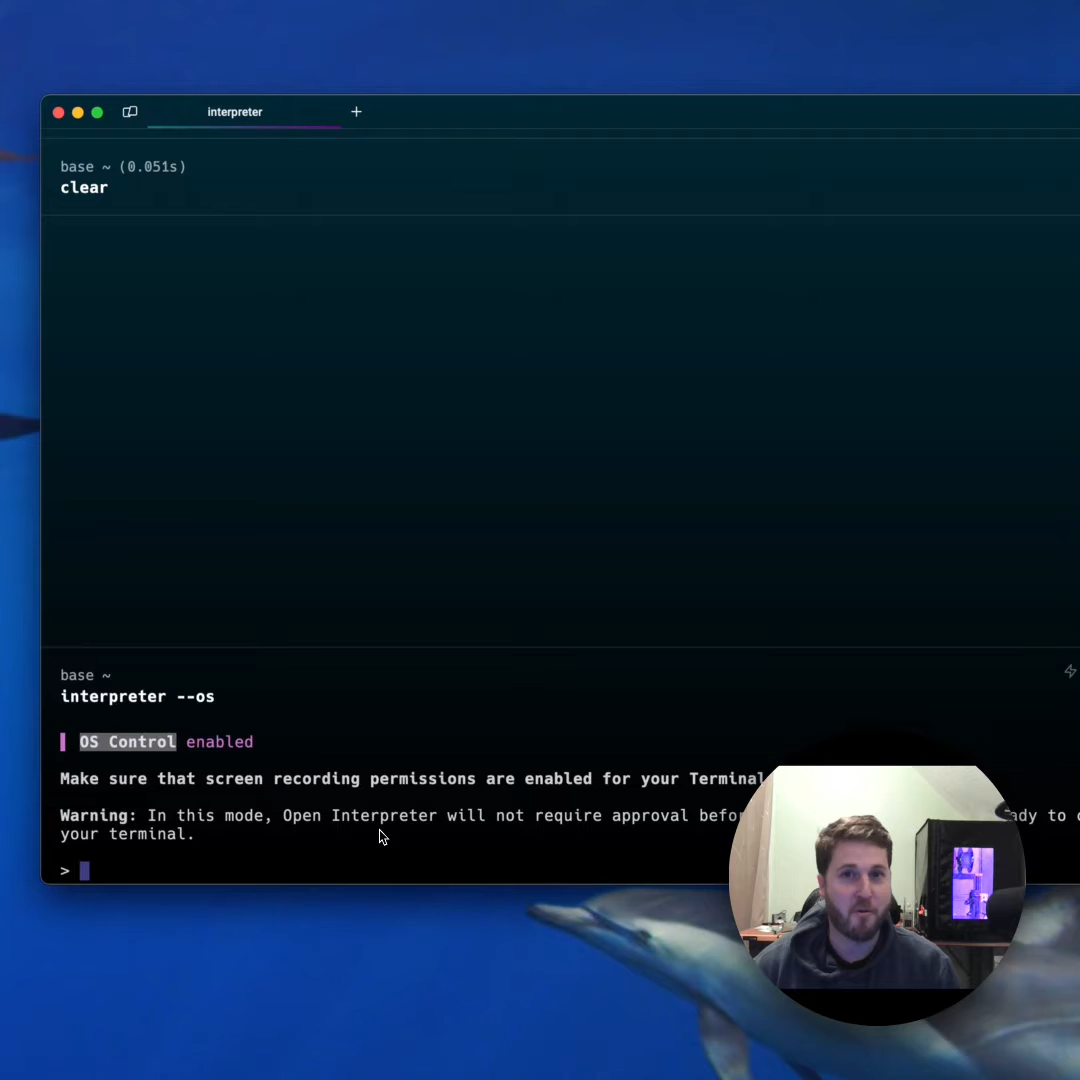 interpreter
base ~ (0.051s)
clear
base ~
interpreter --os
OS Control enabled
Make sure that screen recording permissions are enabled for your Terminal
Warning: In this mode, Open Interpreter will not require approval
your terminal.
>